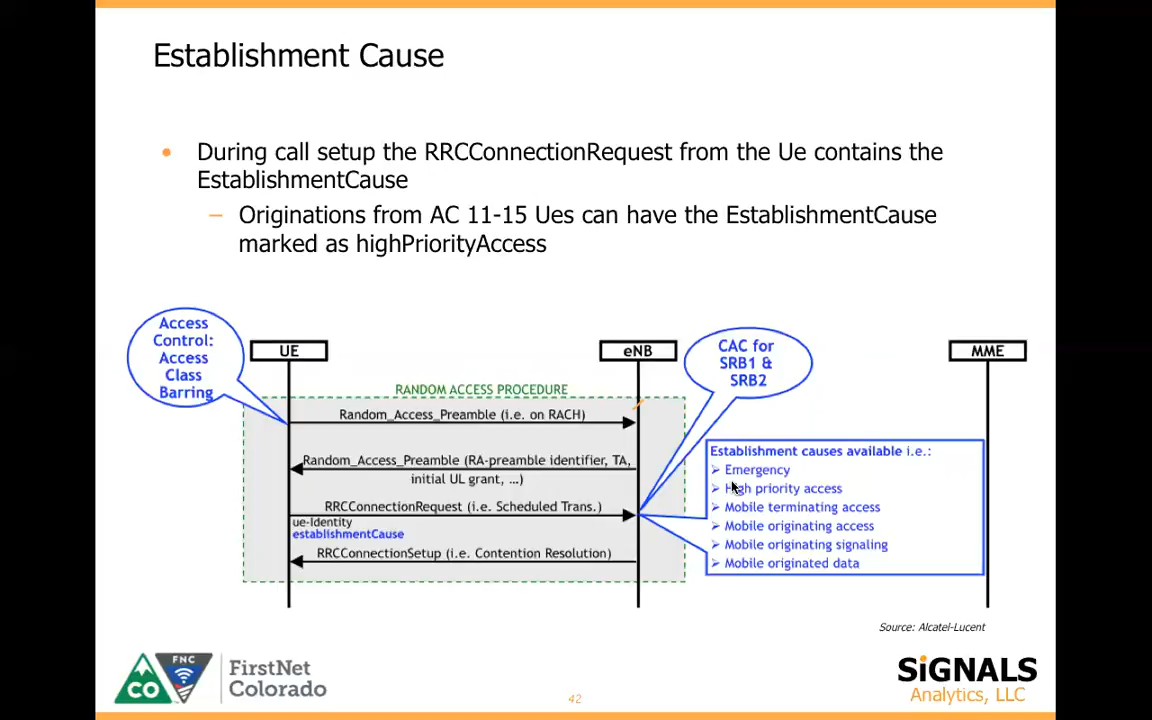 Establishment Cause
• During call setup the RRCConnectionRequest from the Ue contains the
EstablishmentCause
– Originations from AC 11-15 Ues can have the EstablishmentCause
marked as highPriorityAccess
Access
Control:
Access
Class
Barring
UE
eNB
CAC for
SRB1 &
SRB2
MME
RANDOM ACCESS PROCEDURE
Random_Access_Preamble (i.e. on RACH)
Random_Access_Preamble (RA-preamble identifier, TA,
initial UL grant, ...)
RRCConnectionRequest (i.e. Scheduled Trans.)
ue-Identity
establishmentCause
RRCConnectionSetup (i.e. Contention Resolution)
Establishment causes available i.e.:
➢ Emergency
➢ High priority access
➢ Mobile terminating access
➢ Mobile originating access
➢ Mobile originating signaling
➢ Mobile originated data
Source: Alcatel-Lucent
CO
FNC
FirstNet
Colorado
42
SiGNALS
Analytics, LLC